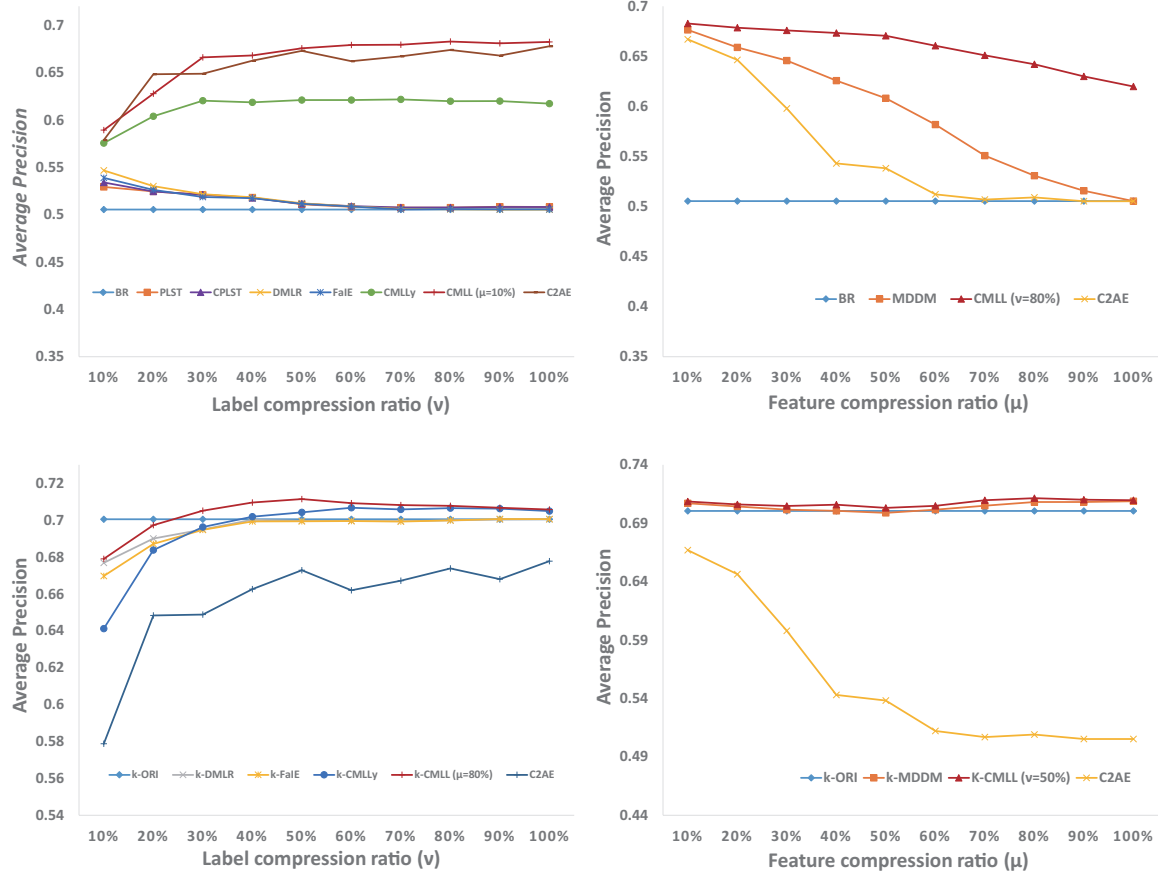 0.7
0.65
0.6
0.55
0.5
0.45
0.4
0.35
Average Precision
BR PLST CPLST DMLR FaIE CMLLy CMLL (μ=10%) C2AE
10% 20% 30% 40% 50% 60% 70% 80% 90% 100%
Label compression ratio (ν)
0.7
0.65
0.6
0.55
0.5
0.45
0.4
0.35
Average Precision
BR MDDM CMLL (ν=80%) C2AE
10% 20% 30% 40% 50% 60% 70% 80% 90% 100%
Feature compression ratio (μ)
0.72
0.7
0.68
0.66
0.64
0.62
0.6
0.58
0.56
0.54
Average Precision
k-ORI k-DMLR k-FaIE k-CMLLy k-CMLL (μ=80%) C2AE
10% 20% 30% 40% 50% 60% 70% 80% 90% 100%
Label compression ratio (ν)
0.74
0.69
0.64
0.59
0.54
0.49
0.44
Average Precision
k-ORI k-MDDM K-CMLL (ν=50%) C2AE
10% 20% 30% 40% 50% 60% 70% 80% 90% 100%
Feature compression ratio (μ)